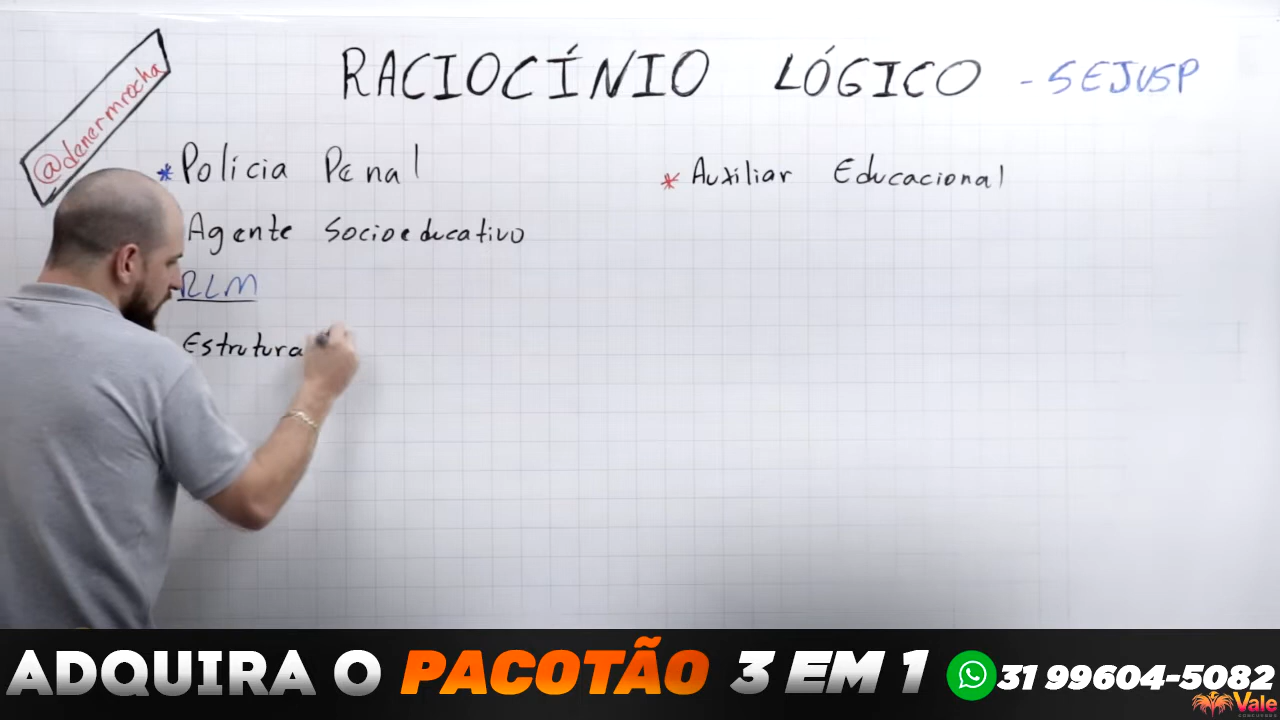 RACIOCÍNIO LÓGICO - SEJUSP
@denermrocha
* Polícia Penal
* Auxiliar Educacional
Agente Socioeducativo
RLM
Estrutura
ADQUIRA O PACOTÃO 3 EM 1 31 99604-5082
Vale